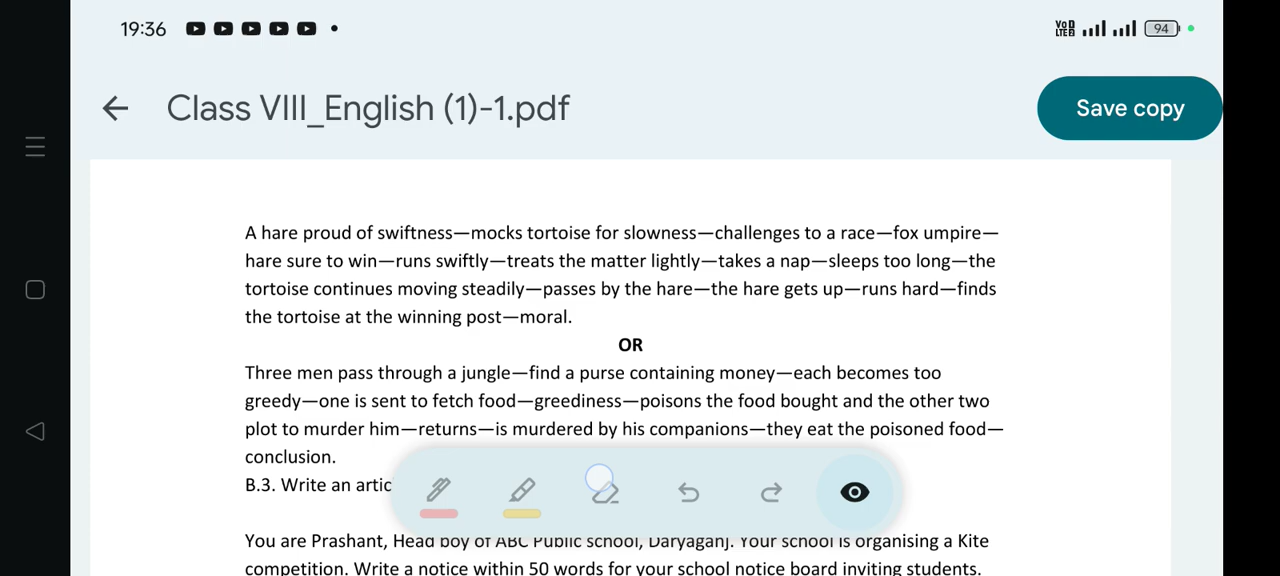 19:36
VoD LTE2 94
Class VIII_English (1)-1.pdf
Save copy
A hare proud of swiftness—mocks tortoise for slowness—challenges to a race—fox umpire—
hare sure to win—runs swiftly—treats the matter lightly—takes a nap—sleeps too long—the
tortoise continues moving steadily—passes by the hare—the hare gets up—runs hard—finds
the tortoise at the winning post—moral.
OR
Three men pass through a jungle—find a purse containing money—each becomes too
greedy—one is sent to fetch food—greediness—poisons the food bought and the other two
plot to murder him—returns—is murdered by his companions—they eat the poisoned food—
conclusion.
B.3. Write an artic
You are Prashant, Head boy of ABC Public school, Daryaganj. Your school is organising a Kite
competition. Write a notice within 50 words for your school notice board inviting students.